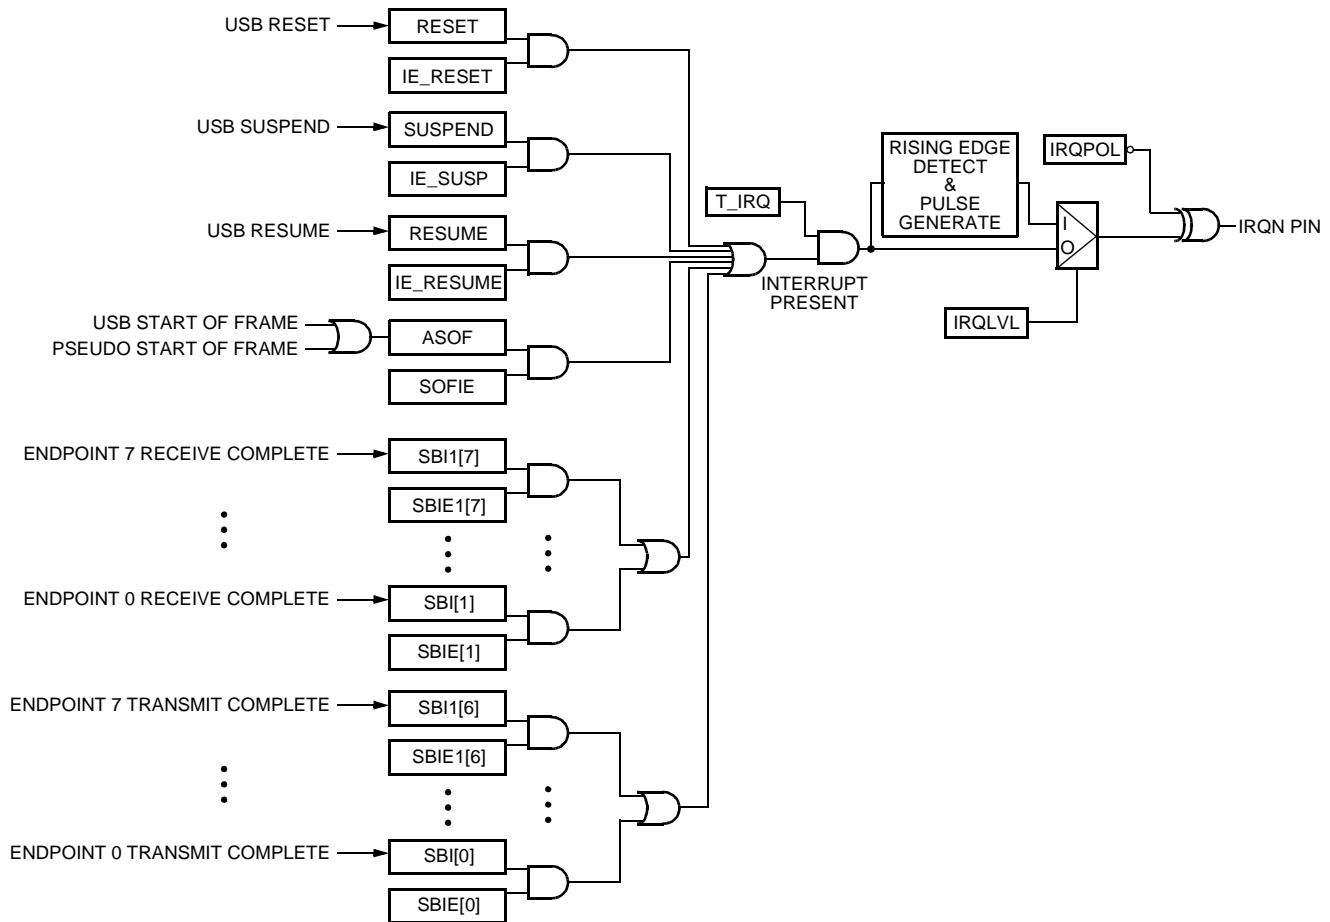 USB RESET
RESET
IE_RESET
USB SUSPEND
SUSPEND
IE_SUSP
USB RESUME
RESUME
IE_RESUME
USB START OF FRAME
PSEUDO START OF FRAME
ASOF
SOFIE
ENDPOINT 7 RECEIVE COMPLETE
SBI1[7]
SBIE1[7]
ENDPOINT 0 RECEIVE COMPLETE
SBI[1]
SBIE[1]
ENDPOINT 7 TRANSMIT COMPLETE
SBI1[6]
SBIE1[6]
ENDPOINT 0 TRANSMIT COMPLETE
SBI[0]
SBIE[0]
T_IRQ
INTERRUPT
PRESENT
RISING EDGE
DETECT
&
PULSE
GENERATE
IRQPOL
I
O
IRQLVL
IRQN PIN